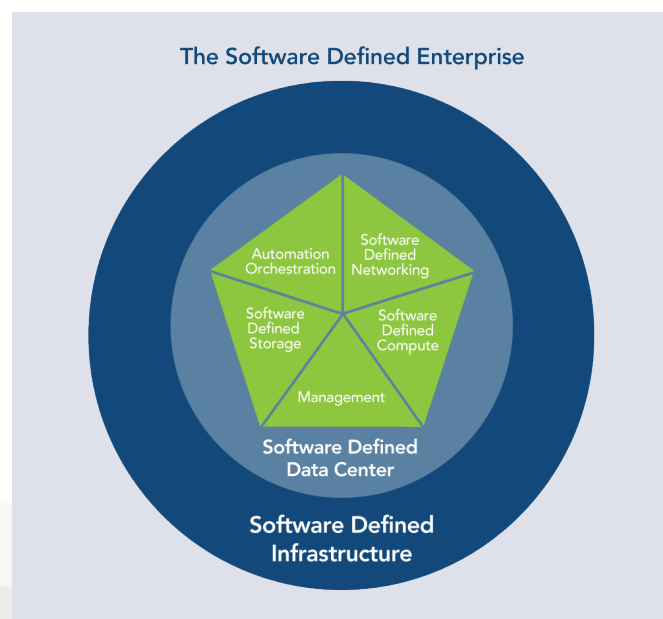 The Software Defined Enterprise
Automation
Orchestration
Software
Defined
Networking
Software
Defined
Storage
Software
Defined
Compute
Management
Software Defined
Data Center
Software Defined
Infrastructure